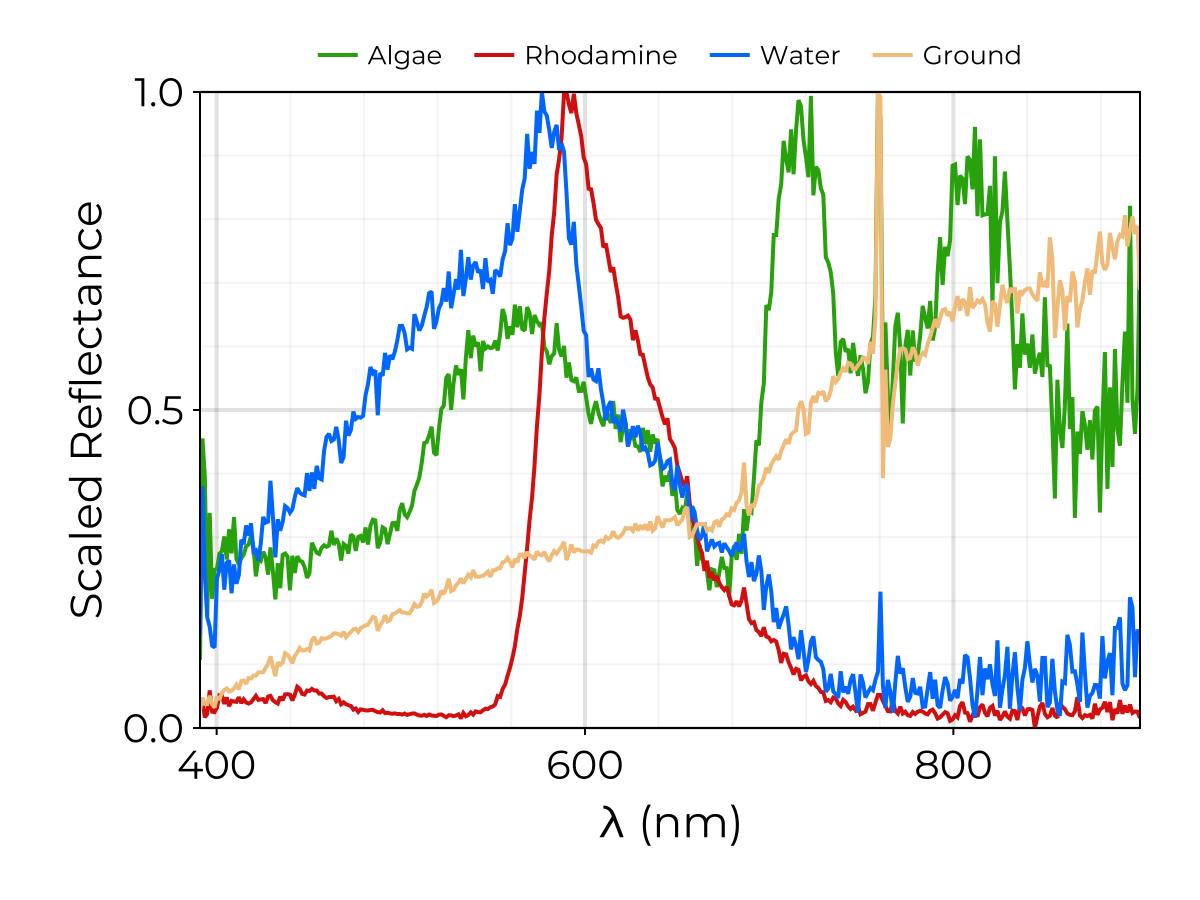 Algae Rhodamine Water Ground
1.0
0.5
0.0
400 600 800
λ (nm)
Scaled Reflectance